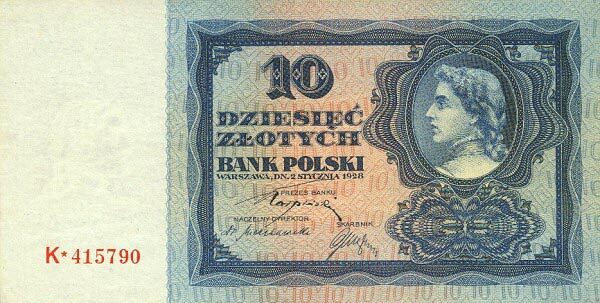 10
DZIESIĘĆ
ZŁOTYCH
BANK POLSKI
WARSZAWA, DN. 2 STYCZNIA 1928
PREZES BANKU
NACZELNY DYREKTOR
SKARBNIK
K*415790